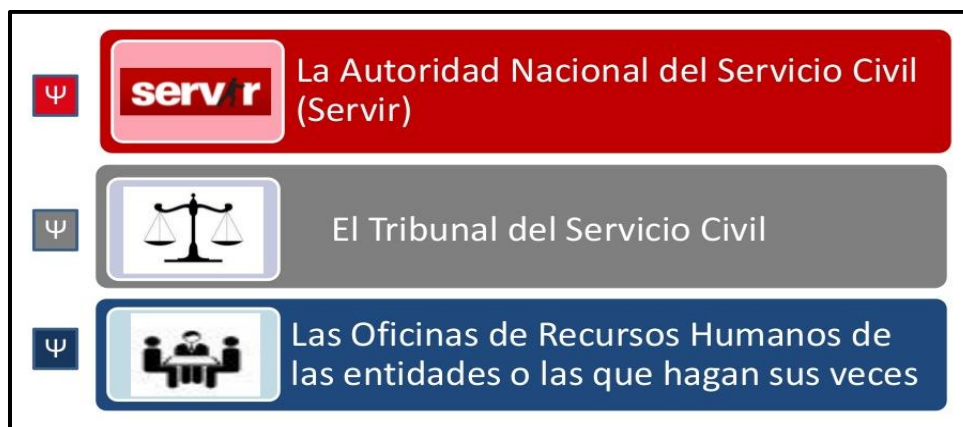 Ψ
servir
La Autoridad Nacional del Servicio Civil
(Servir)
Ψ
El Tribunal del Servicio Civil
Ψ
Las Oficinas de Recursos Humanos de
las entidades o las que hagan sus veces